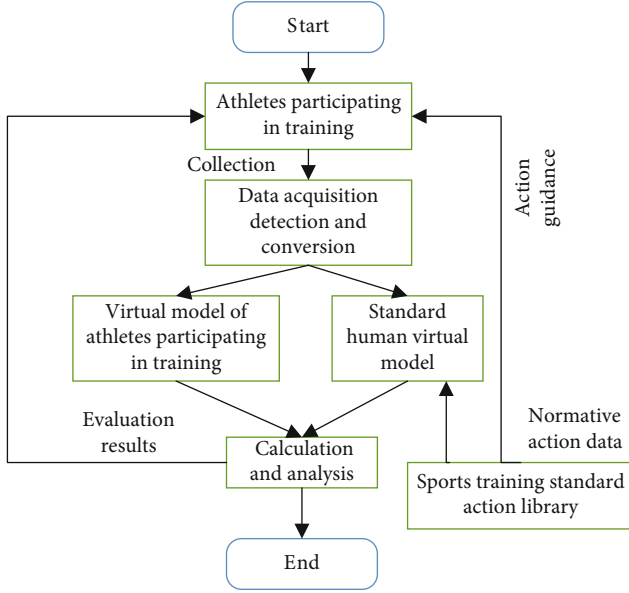 Start
Athletes participating
in training
Collection
Action
guidance
Data acquisition
detection and
conversion
Virtual model of
athletes participating
in training
Standard
human virtual
model
Evaluation
results
Normative
action data
Calculation
and analysis
Sports training standard
action library
End